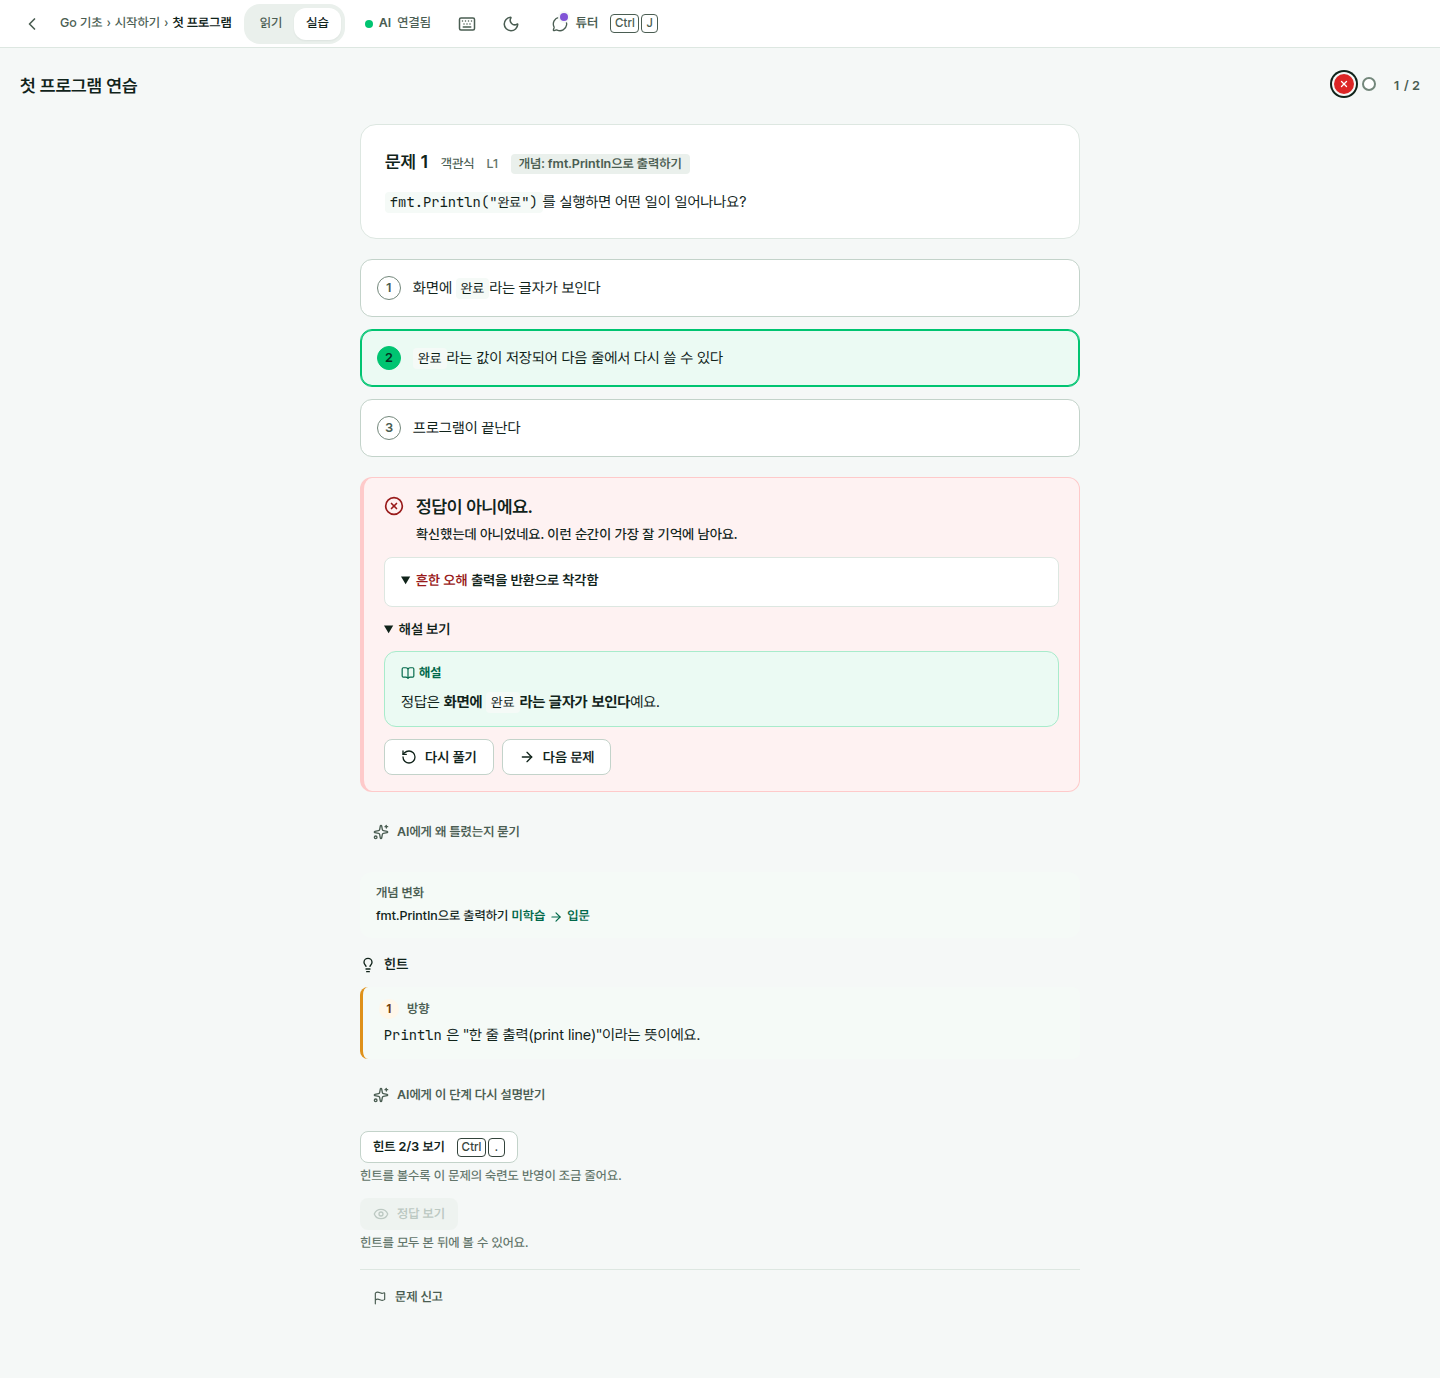 Go 기초 › 시작하기 › 첫 프로그램 읽기 실습 AI 연결됨 튜터 Ctrl J
첫 프로그램 연습 1 / 2
문제 1 객관식 L1 개념: fmt.Println으로 출력하기
fmt.Println("완료")를 실행하면 어떤 일이 일어나나요?
1 화면에 완료 라는 글자가 보인다
2 완료 라는 값이 저장되어 다음 줄에서 다시 쓸 수 있다
3 프로그램이 끝난다
정답이 아니에요.
확신했는데 아니었네요. 이런 순간이 가장 잘 기억에 남아요.
▼ 흔한 오해 출력을 반환으로 착각함
▼ 해설 보기
해설
정답은 화면에 완료 라는 글자가 보인다예요.
다시 풀기 다음 문제
AI에게 왜 틀렸는지 묻기
개념 변화
fmt.Println으로 출력하기 미학습 → 입문
힌트
1 방향
Println 은 "한 줄 출력(print line)"이라는 뜻이에요.
AI에게 이 단계 다시 설명받기
힌트 2/3 보기 Ctrl .
힌트를 볼수록 이 문제의 숙련도 반영이 조금 줄어요.
정답 보기
힌트를 모두 본 뒤에 볼 수 있어요.
문제 신고